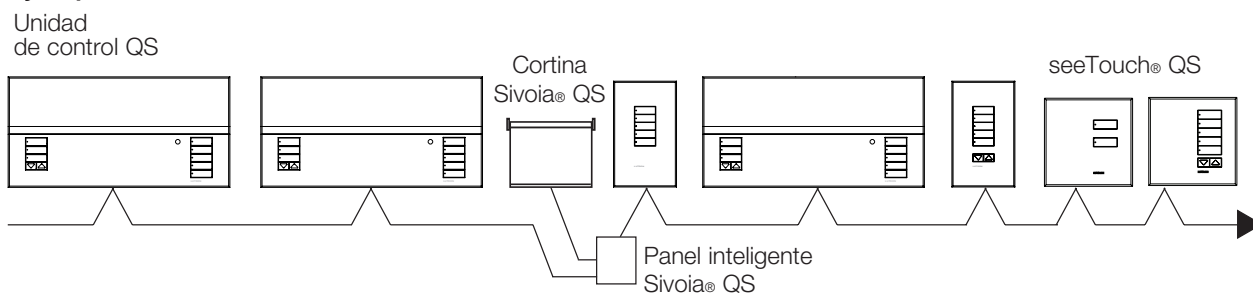 Unidad
de control QS
Cortina
Sivoia® QS
seeTouch® QS
Panel inteligente
Sivoia® QS